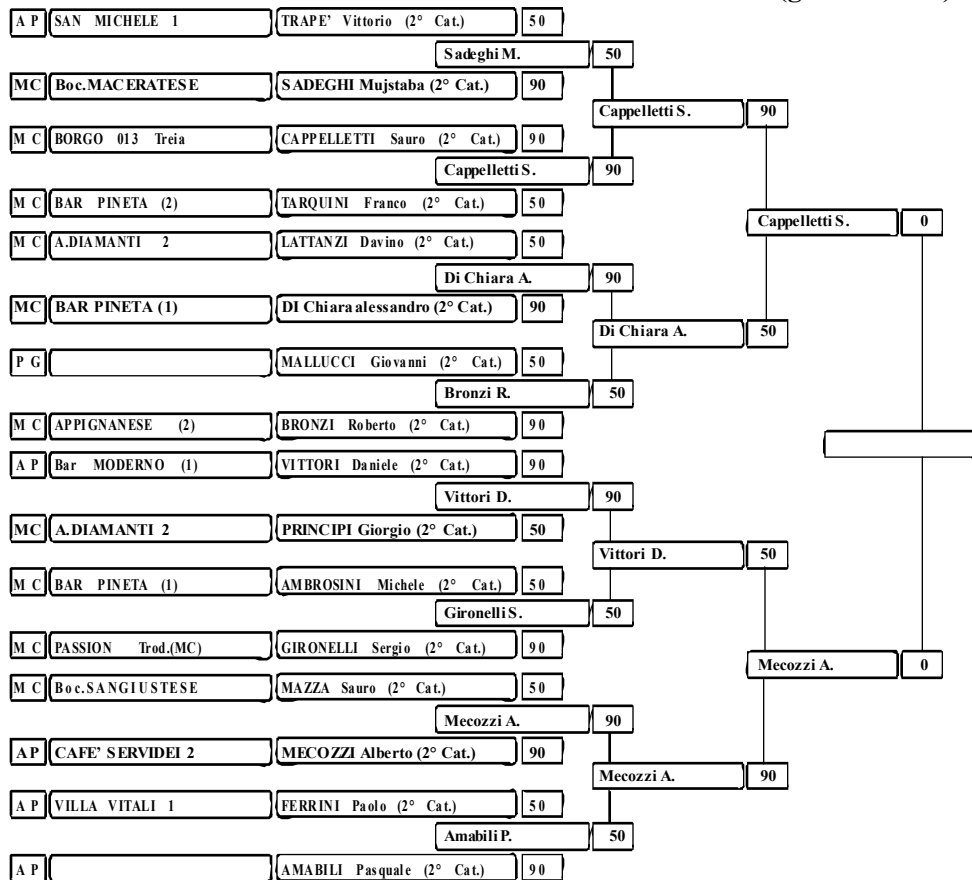 (g
A P SAN MICHELE 1 TRAPE' Vittorio (2° Cat.) 50
Sadeghi M. 50
MC Boc.MACERATESE SADEGHI Mujstaba (2° Cat.) 90
Cappelletti S. 90
M C BORGO 013 Treia CAPPELLETTI Sauro (2° Cat.) 90
Cappelletti S. 90
M C BAR PINETA (2) TARQUINI Franco (2° Cat.) 50
Cappelletti S. 0
M C A.DIAMANTI 2 LATTANZI Davino (2° Cat.) 50
Di Chiara A. 90
MC BAR PINETA (1) DI Chiara alessandro (2° Cat.) 90
Di Chiara A. 50
P G MALLUCCI Giovanni (2° Cat.) 50
Bronzi R. 50
M C APPIGNANESE (2) BRONZI Roberto (2° Cat.) 90
A P Bar MODERNO (1) VITTORI Daniele (2° Cat.) 90
Vittori D. 90
MC A.DIAMANTI 2 PRINCIPI Giorgio (2° Cat.) 50
Vittori D. 50
M C BAR PINETA (1) AMBROSINI Michele (2° Cat.) 50
Gironelli S. 50
M C PASSION Trod.(MC) GIRONELLI Sergio (2° Cat.) 90
Mecozzi A. 0
M C Boc.SANGIUSTESE MAZZA Sauro (2° Cat.) 50
Mecozzi A. 90
AP CAFE' SERVIDEI 2 MECOZZI Alberto (2° Cat.) 90
Mecozzi A. 90
A P VILLA VITALI 1 FERRINI Paolo (2° Cat.) 50
Amabili P. 50
A P AMABILI Pasquale (2° Cat.) 90